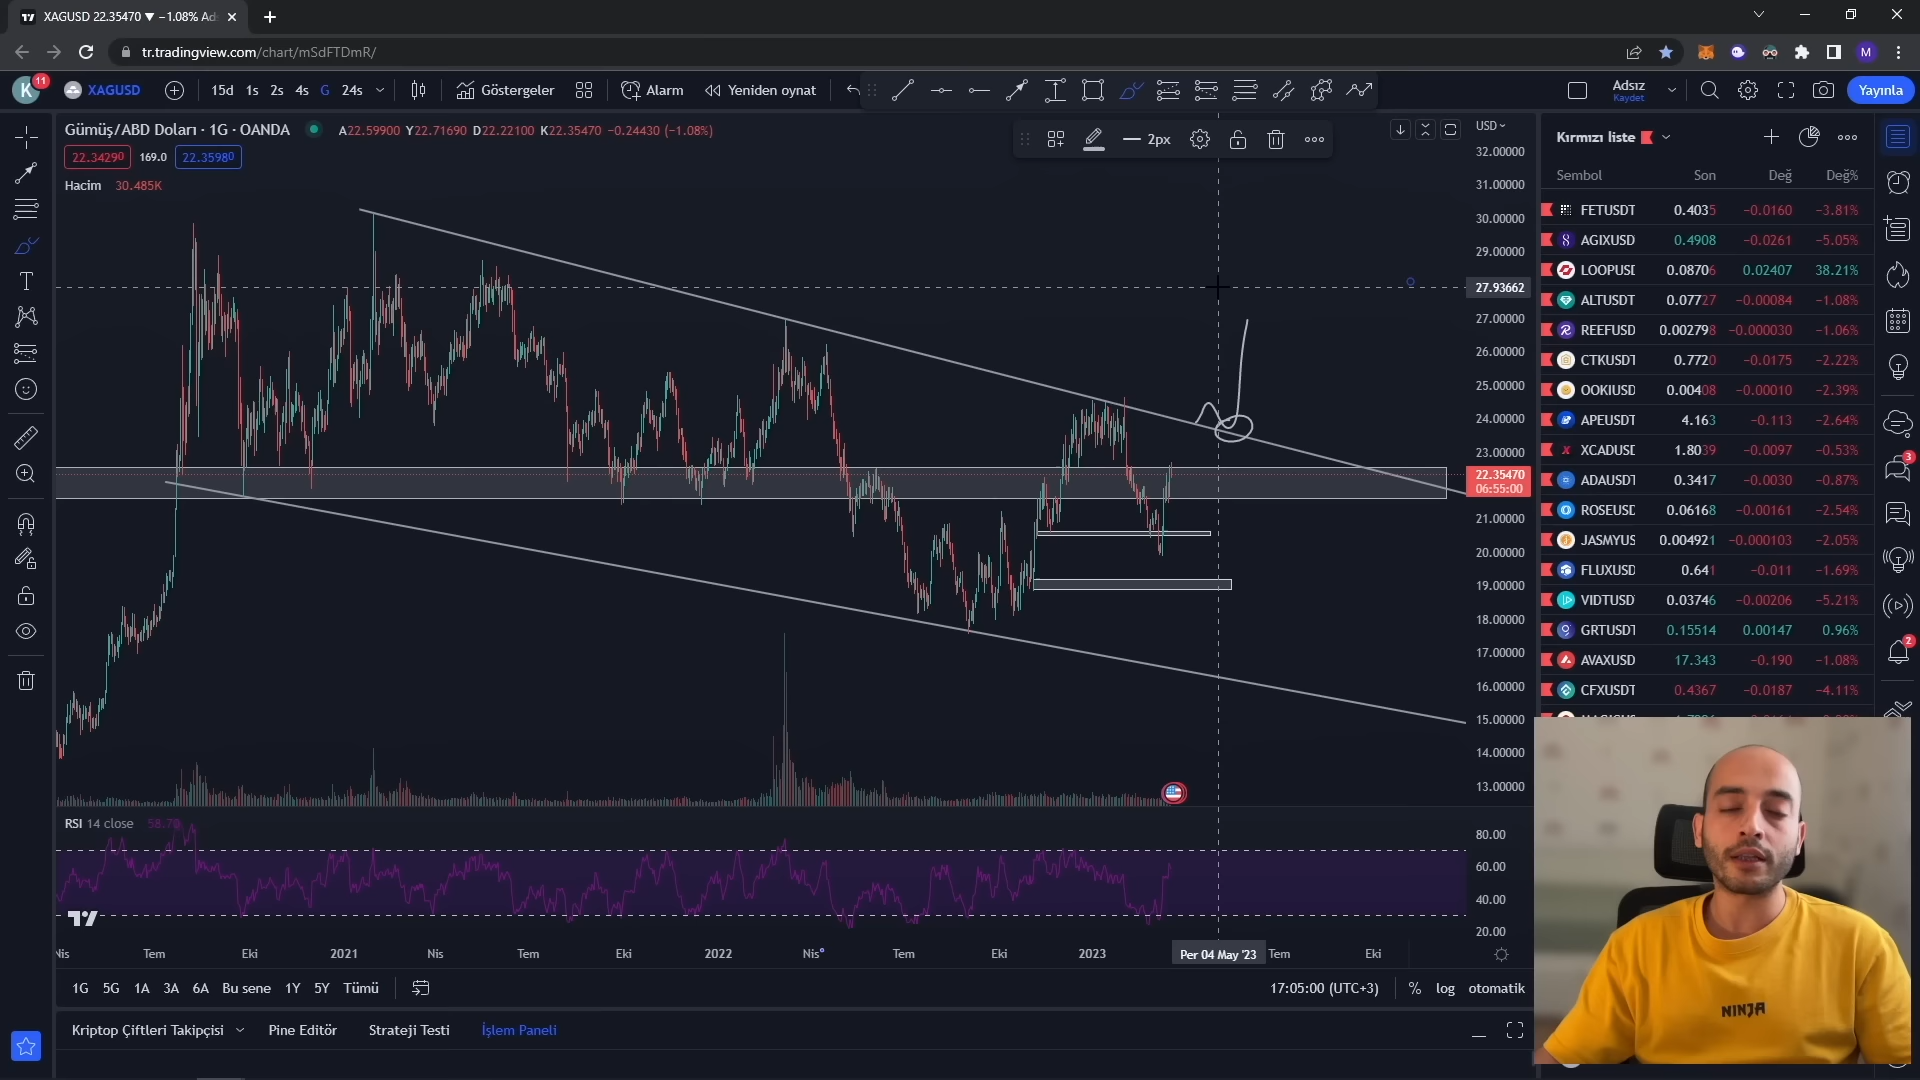 XAGUSD 22.35470 ▼ −1.08% Ad
tr.tradingview.com/chart/mSdFTDmR/
M
K 11 XAGUSD 15d 1s 2s 4s G 24s Göstergeler Alarm Yeniden oynat Adsız Kaydet Yayınla
Gümüş/ABD Doları · 1G · OANDA A22.59900 Y22.71690 D22.22100 K22.35470 −0.24430 (−1.08%)
22.34290 169.0 22.35980
Hacim 30.485K
2px
USD
32.00000
31.00000
30.00000
29.00000
27.93662
27.00000
26.00000
25.00000
24.00000
23.00000
22.35470
06:55:00
21.00000
20.00000
19.00000
18.00000
17.00000
16.00000
15.00000
14.00000
13.00000
RSI 14 close 58.70
80.00
60.00
40.00
20.00
Nis Tem Eki 2021 Nis Tem Eki 2022 Nis Tem Eki 2023 Per 04 May '23 Tem Eki
1G 5G 1A 3A 6A Bu sene 1Y 5Y Tümü 17:05:00 (UTC+3) % log otomatik
Kriptop Çiftleri Takipçisi Pine Editör Strateji Testi İşlem Paneli
Kırmızı liste
Sembol Son Değ Değ%
FETUSDT 0.4035 −0.0160 −3.81%
AGIXUSD 0.4908 −0.0261 −5.05%
LOOPUSI 0.08706 0.02407 38.21%
ALTUSDT 0.07727 −0.00084 −1.08%
REEFUSD 0.002798 −0.000030 −1.06%
CTKUSDT 0.7720 −0.0175 −2.22%
OOKIUSD 0.00408 −0.00010 −2.39%
APEUSDT 4.163 −0.113 −2.64%
XCADUSD 1.8039 −0.0097 −0.53%
ADAUSDT 0.3417 −0.0030 −0.87%
ROSEUSD 0.06168 −0.00161 −2.54%
JASMYUS 0.004921 −0.000103 −2.05%
FLUXUSD 0.641 −0.011 −1.69%
VIDTUSD 0.03746 −0.00206 −5.21%
GRTUSDT 0.15514 0.00147 0.96%
AVAXUSD 17.343 −0.190 −1.08%
CFXUSDT 0.4367 −0.0187 −4.11%
3
2
NINJA